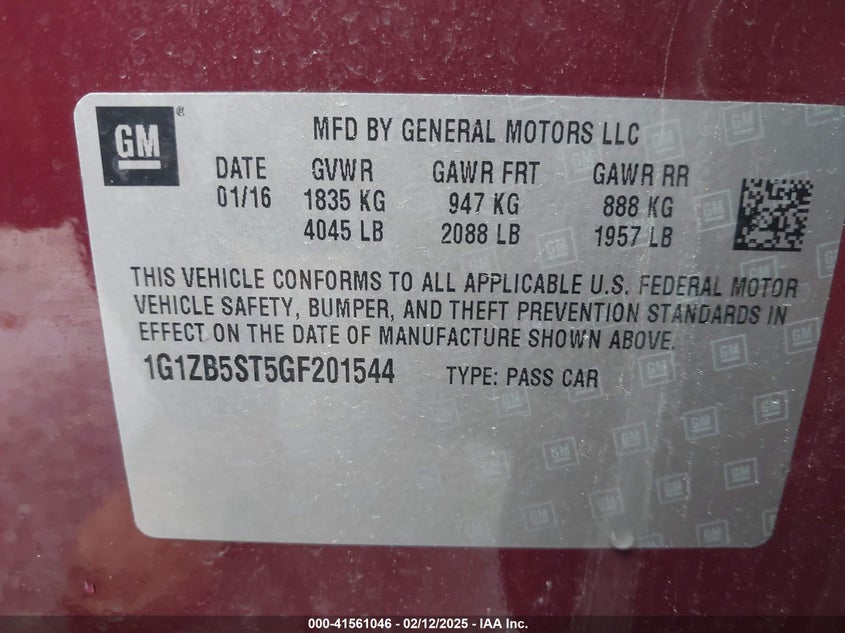 GM ®
MFD BY GENERAL MOTORS LLC
DATE GVWR GAWR FRT GAWR RR
01/16 1835 KG 947 KG 888 KG
4045 LB 2088 LB 1957 LB
THIS VEHICLE CONFORMS TO ALL APPLICABLE U.S. FEDERAL MOTOR
VEHICLE SAFETY, BUMPER, AND THEFT PREVENTION STANDARDS IN
EFFECT ON THE DATE OF MANUFACTURE SHOWN ABOVE.
1G1ZB5ST5GF201544 TYPE: PASS CAR
000-41561046 - 02/12/2025 - IAA Inc.